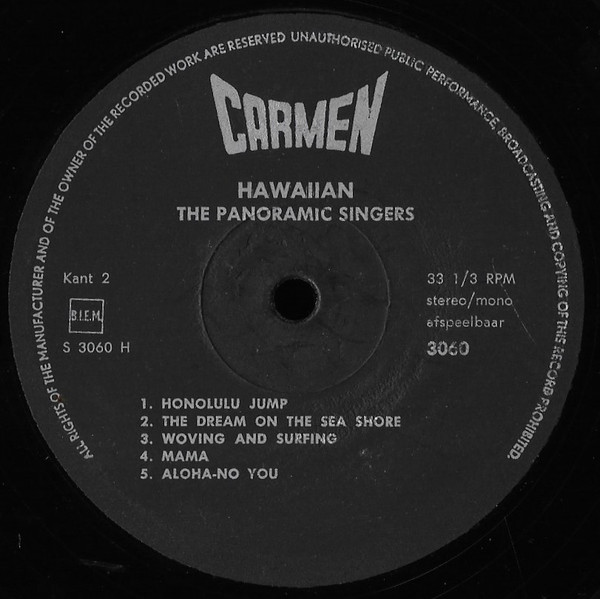 ALL RIGHTS OF THE MANUFACTURER AND OF THE OWNER OF THE RECORDED WORK ARE RESERVED UNAUTHORISED PUBLIC PERFORMANCE, BROADCASTING AND COPYING OF THIS RECORD PROHIBITED.
CARMEN
HAWAIIAN
THE PANORAMIC SINGERS
Kant 2
B.I.E.M.
S 3060 H
33 1/3 RPM
stereo/mono
afspeelbaar
3060
1. HONOLULU JUMP
2. THE DREAM ON THE SEA SHORE
3. WOVING AND SURFING
4. MAMA
5. ALOHA-NO YOU